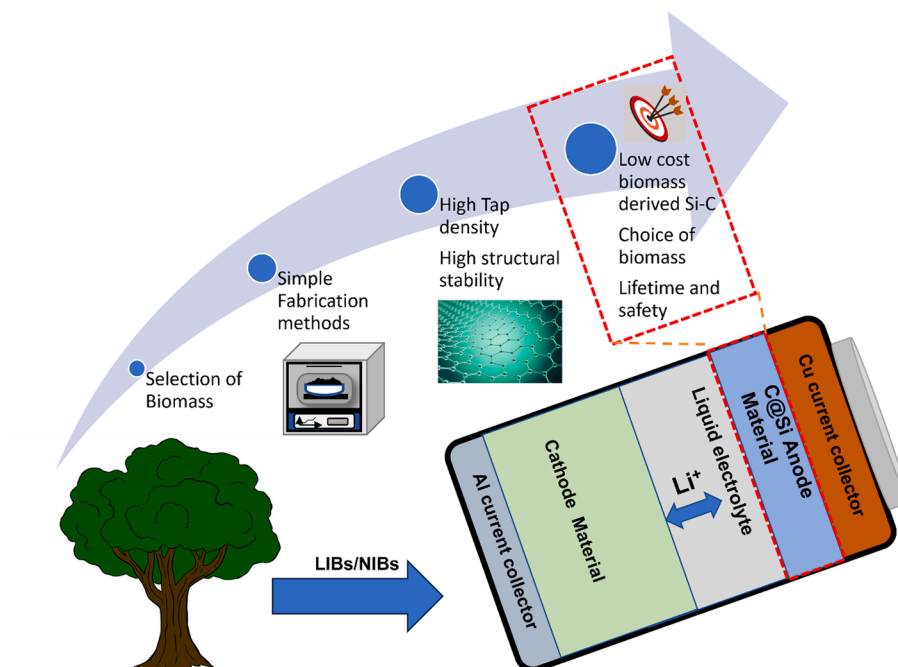 Low cost
biomass
derived Si-C
Choice of
biomass
Lifetime and
safety
High Tap
density
High structural
stability
Simple
Fabrication
methods
Selection of
Biomass
LIBs/NIBs
Al current collector
Cathode Material
Li+
Liquid electrolyte
C@Si Anode
Material
Cu current collector